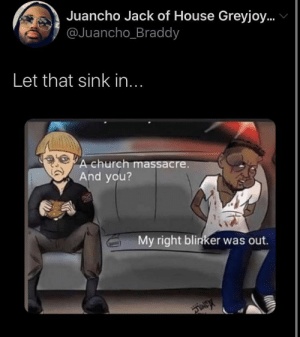 Juancho Jack of House Greyjoy...
@Juancho_Braddy
Let that sink in...
A church massacre.
And you?
My right blinker was out.